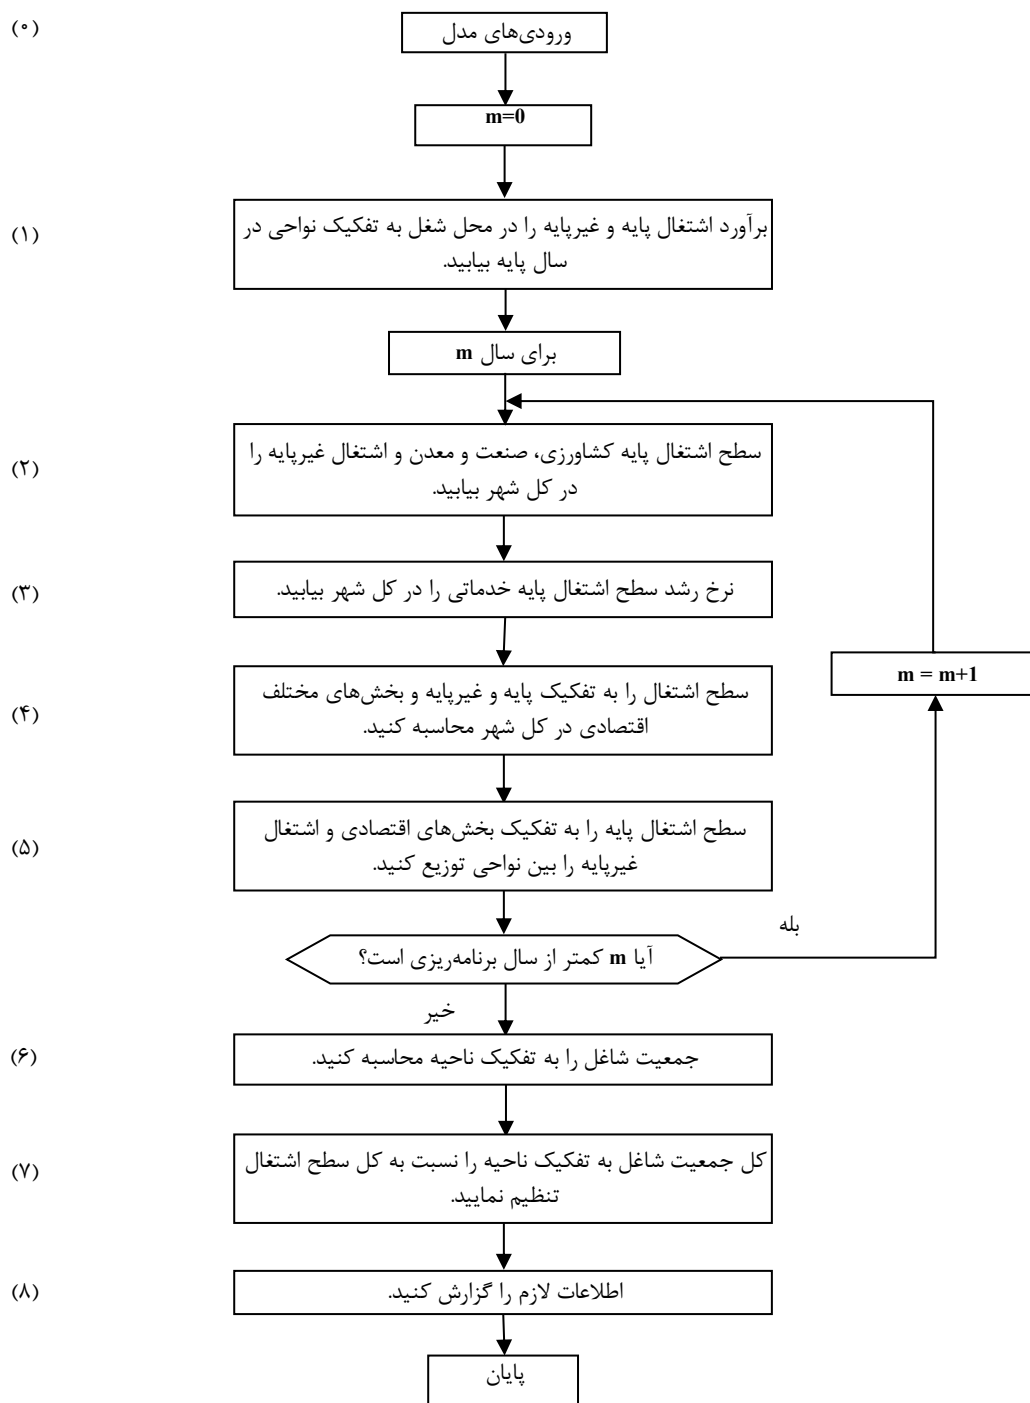 (۰)
ورودی‌های مدل
m=0
(۱)
برآورد اشتغال پایه و غیرپایه را در محل شغل به تفکیک نواحی در
سال پایه بیابید.
برای سال m
(۲)
سطح اشتغال پایه کشاورزی، صنعت و معدن و اشتغال غیرپایه را
در کل شهر بیابید.
(۳)
نرخ رشد سطح اشتغال پایه خدماتی را در کل شهر بیابید.
m = m+1
(۴)
سطح اشتغال را به تفکیک پایه و غیرپایه و بخش‌های مختلف
اقتصادی در کل شهر محاسبه کنید.
(۵)
سطح اشتغال پایه را به تفکیک بخش‌های اقتصادی و اشتغال
غیرپایه را بین نواحی توزیع کنید.
بله
آیا m کمتر از سال برنامه‌ریزی است؟
خیر
(۶)
جمعیت شاغل را به تفکیک ناحیه محاسبه کنید.
(۷)
کل جمعیت شاغل به تفکیک ناحیه را نسبت به کل سطح اشتغال
تنظیم نمایید.
(۸)
اطلاعات لازم را گزارش کنید.
پایان